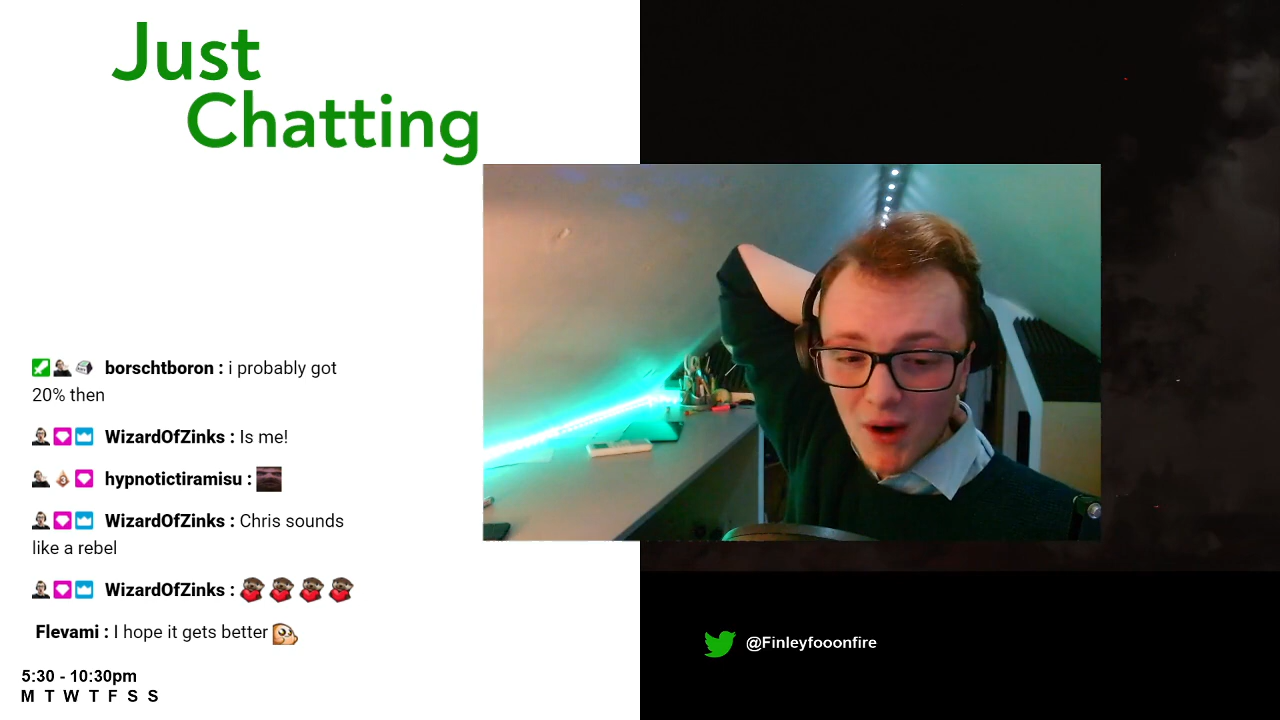 Just
Chatting
borschtboron : i probably got
20% then
WizardOfZinks : Is me!
hypnotictiramisu :
WizardOfZinks : Chris sounds
like a rebel
WizardOfZinks :
Flevami : I hope it gets better
5:30 - 10:30pm
M T W T F S S
@Finleyfooonfire